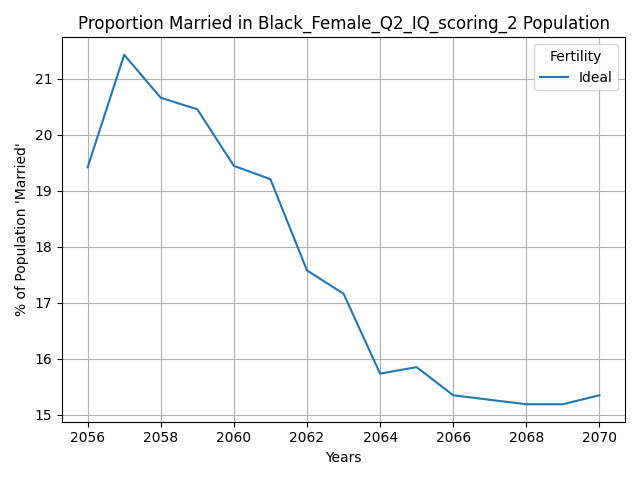 Proportion Married in Black_Female_Q2_IQ_scoring_2 Population
Fertility
Ideal
% of Population 'Married'
21
20
19
18
17
16
15
2056 2058 2060 2062 2064 2066 2068 2070
Years